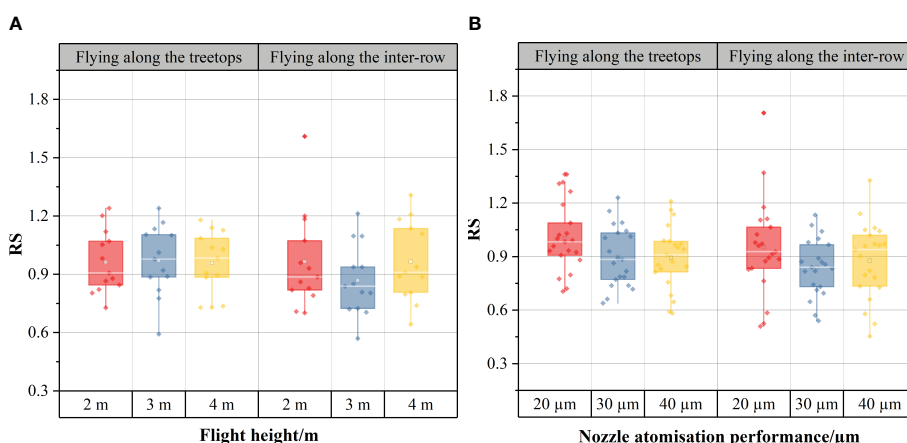 A
Flying along the treetops Flying along the inter-row
1.8
1.5
1.2
0.9
0.6
0.3
RS
2 m 3 m 4 m 2 m 3 m 4 m
Flight height/m
B
Flying along the treetops Flying along the inter-row
1.8
1.5
1.2
0.9
0.6
0.3
RS
20 µm 30 µm 40 µm 20 µm 30 µm 40 µm
Nozzle atomisation performance/µm